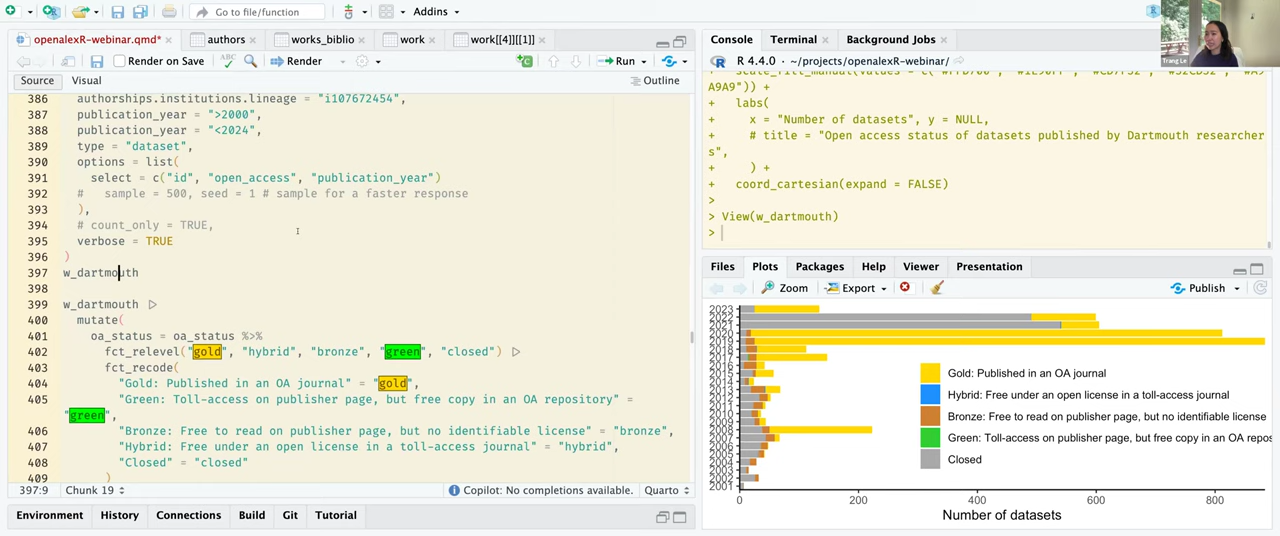 Go to file/function
Addins
openalexR-webinar.qmd*
authors
works_biblio
work
work[[4]][[1]]
Render on Save
ABC
Render
Run
Source
Visual
Outline
386 authorships.institutions.lineage = "i107672454",
387 publication_year = ">2000",
388 publication_year = "<2024",
389 type = "dataset",
390 options = list(
391 select = c("id", "open_access", "publication_year")
392 # sample = 500, seed = 1 # sample for a faster response
393 ),
394 # count_only = TRUE,
395 verbose = TRUE
396 )
397 w_dartmouth
398
399 w_dartmouth ▷
400 mutate(
401 oa_status = oa_status %>%
402 fct_relevel("gold", "hybrid", "bronze", "green", "closed") ▷
403 fct_recode(
404 "Gold: Published in an OA journal" = "gold",
405 "Green: Toll-access on publisher page, but free copy in an OA repository" =
"green",
406 "Bronze: Free to read on publisher page, but no identifiable license" = "bronze",
407 "Hybrid: Free under an open license in a toll-access journal" = "hybrid",
408 "Closed" = "closed"
409 )
397:9
Chunk 19
Copilot: No completions available.
Quarto
Environment
History
Connections
Build
Git
Tutorial
Console
Terminal
Background Jobs
R 4.4.0 · ~/projects/openalexR-webinar/
A9A9")) +
+ labs(
+ x = "Number of datasets", y = NULL,
+ # title = "Open access status of datasets published by Dartmouth researcher
s",
+ ) +
+ coord_cartesian(expand = FALSE)
>
> View(w_dartmouth)
>
Trang Le
Files
Plots
Packages
Help
Viewer
Presentation
Zoom
Export
Publish
2023
2022
2021
2020
2019
2018
2017
2016
2015
2014
2013
2012
2011
2010
2009
2008
2007
2006
2005
2004
2003
2002
2001
Gold: Published in an OA journal
Hybrid: Free under an open license in a toll-access journal
Bronze: Free to read on publisher page, but no identifiable license
Green: Toll-access on publisher page, but free copy in an OA repos
Closed
0
200
400
600
800
Number of datasets